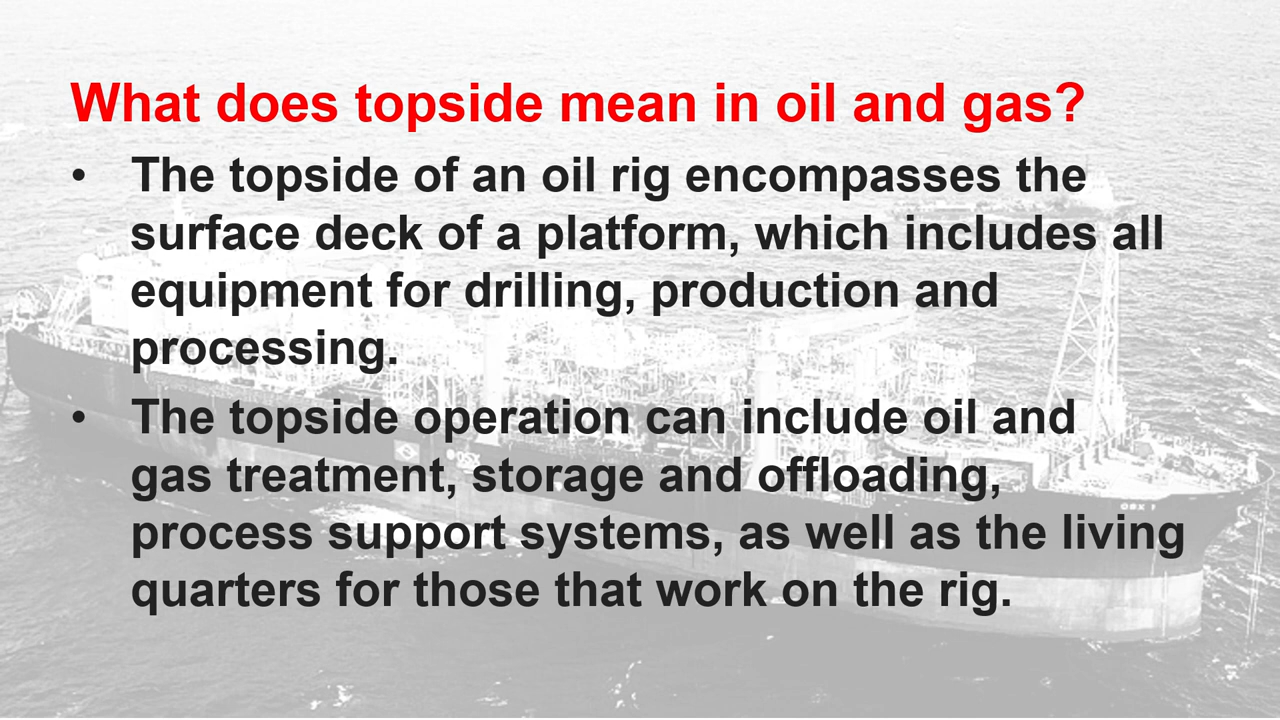 What does topside mean in oil and gas?
• The topside of an oil rig encompasses the
surface deck of a platform, which includes all
equipment for drilling, production and
processing.
• The topside operation can include oil and
gas treatment, storage and offloading,
process support systems, as well as the living
quarters for those that work on the rig.
OSX